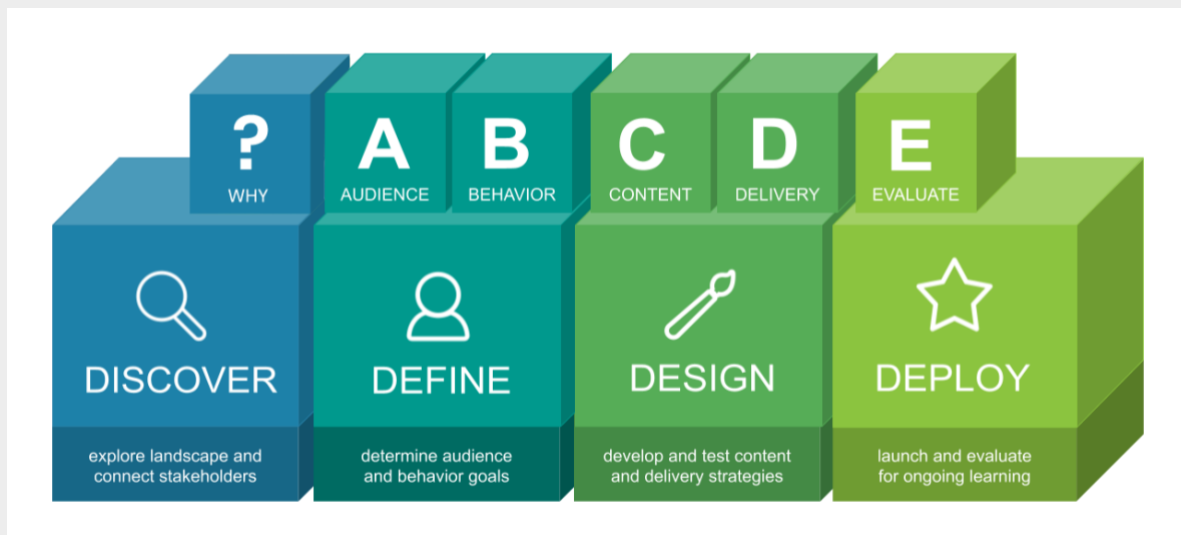 ?
WHY
A
AUDIENCE
B
BEHAVIOR
C
CONTENT
D
DELIVERY
E
EVALUATE
DISCOVER
explore landscape and
connect stakeholders
DEFINE
determine audience
and behavior goals
DESIGN
develop and test content
and delivery strategies
DEPLOY
launch and evaluate
for ongoing learning